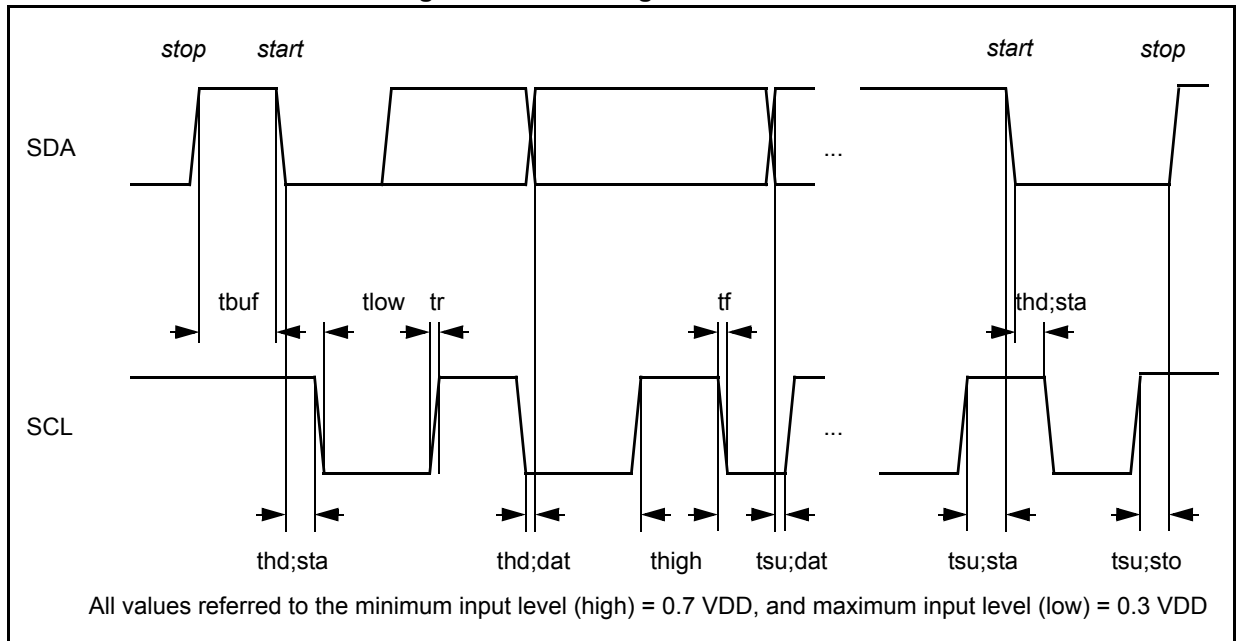 stop start start stop
SDA
...
tbuf tlow tr tf thd;sta
SCL
...
thd;sta thd;dat thigh tsu;dat tsu;sta tsu;sto
All values referred to the minimum input level (high) = 0.7 VDD, and maximum input level (low) = 0.3 VDD